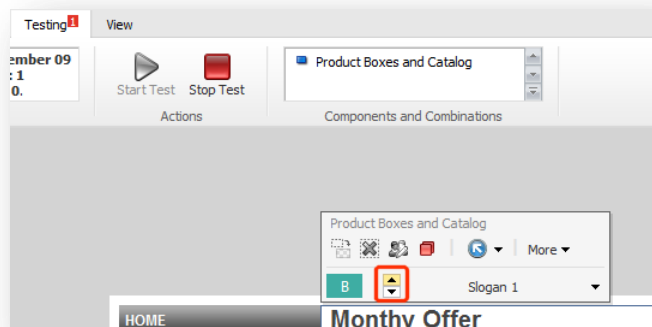 Testing 1 View
ember 09
: 1
0.
Start Test Stop Test
Product Boxes and Catalog
Actions Components and Combinations
Product Boxes and Catalog
More
B Slogan 1
HOME Monthy Offer